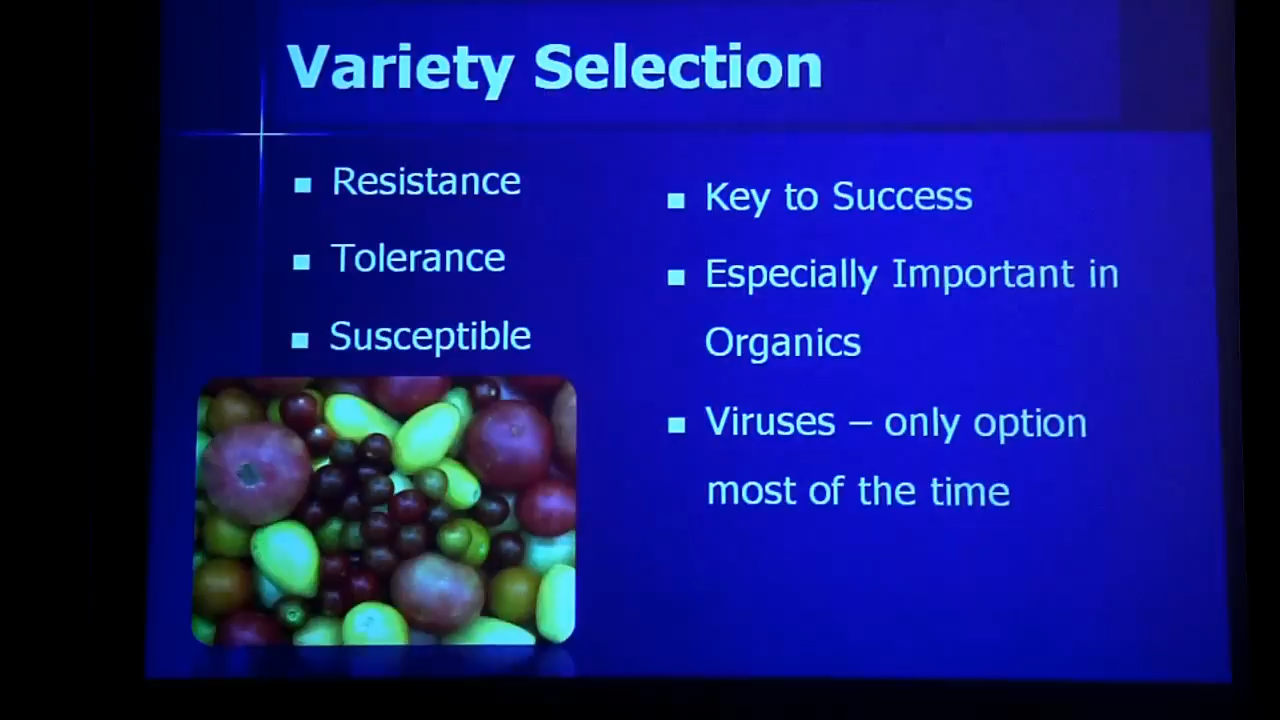 Variety Selection
Resistance
Tolerance
Susceptible
Key to Success
Especially Important in
Organics
Viruses – only option
most of the time